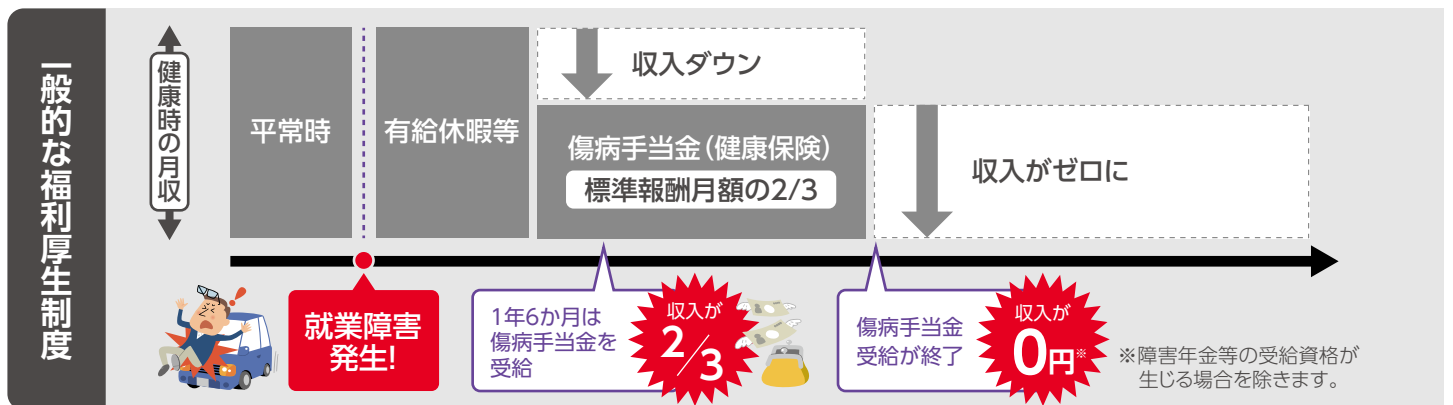 一般的な福利厚生制度
健康時の月収
平常時
有給休暇等
収入ダウン
傷病手当金（健康保険）
標準報酬月額の2/3
収入がゼロに
就業障害
発生!
1年6か月は
傷病手当金を
受給
収入が
2/3
傷病手当金
受給が終了
収入が
0円※
※障害年金等の受給資格が
生じる場合を除きます。